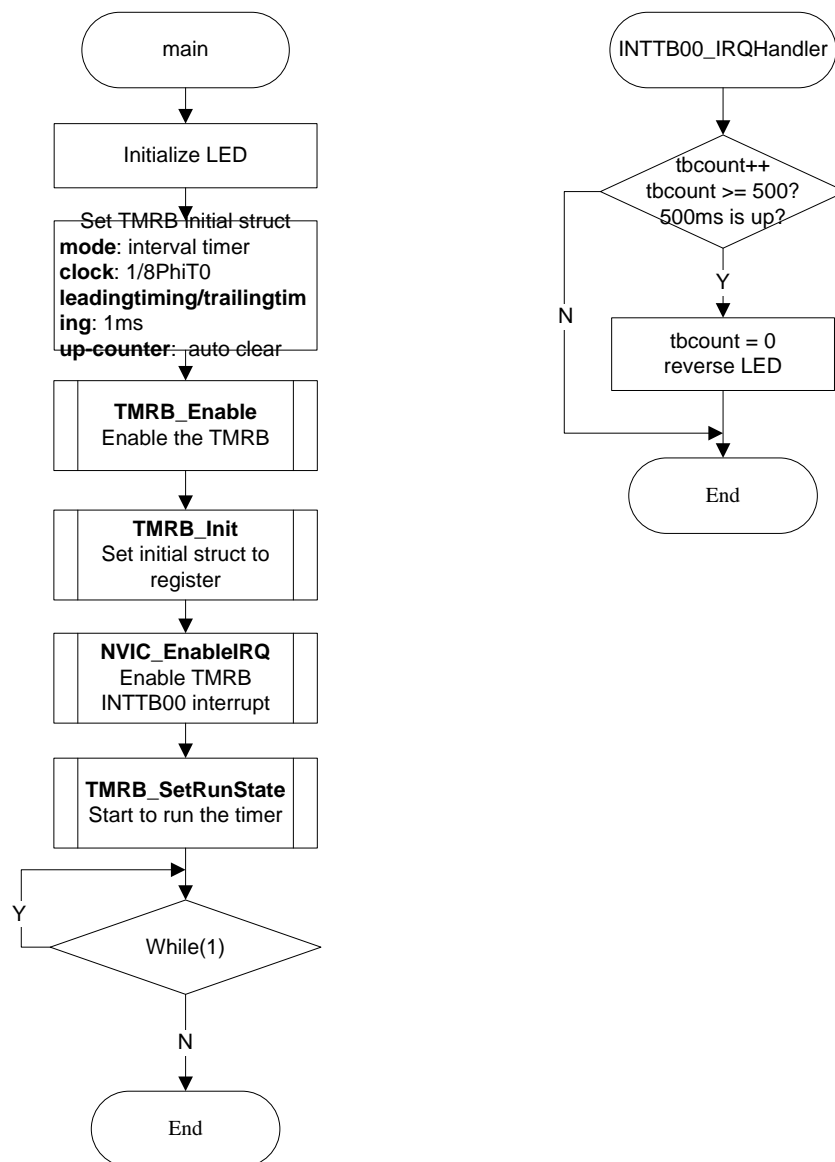 main
Initialize LED
Set TMRB initial struct
mode: interval timer
clock: 1/8PhiT0
leadingtiming/trailingtim
ing: 1ms
up-counter:  auto clear
TMRB_Enable
Enable the TMRB
TMRB_Init
Set initial struct to
register
NVIC_EnableIRQ
Enable TMRB
INTTB00 interrupt
TMRB_SetRunState
Start to run the timer
Y
While(1)
N
End
INTTB00_IRQHandler
tbcount++
tbcount >= 500?
500ms is up?
Y
N
tbcount = 0
reverse LED
End